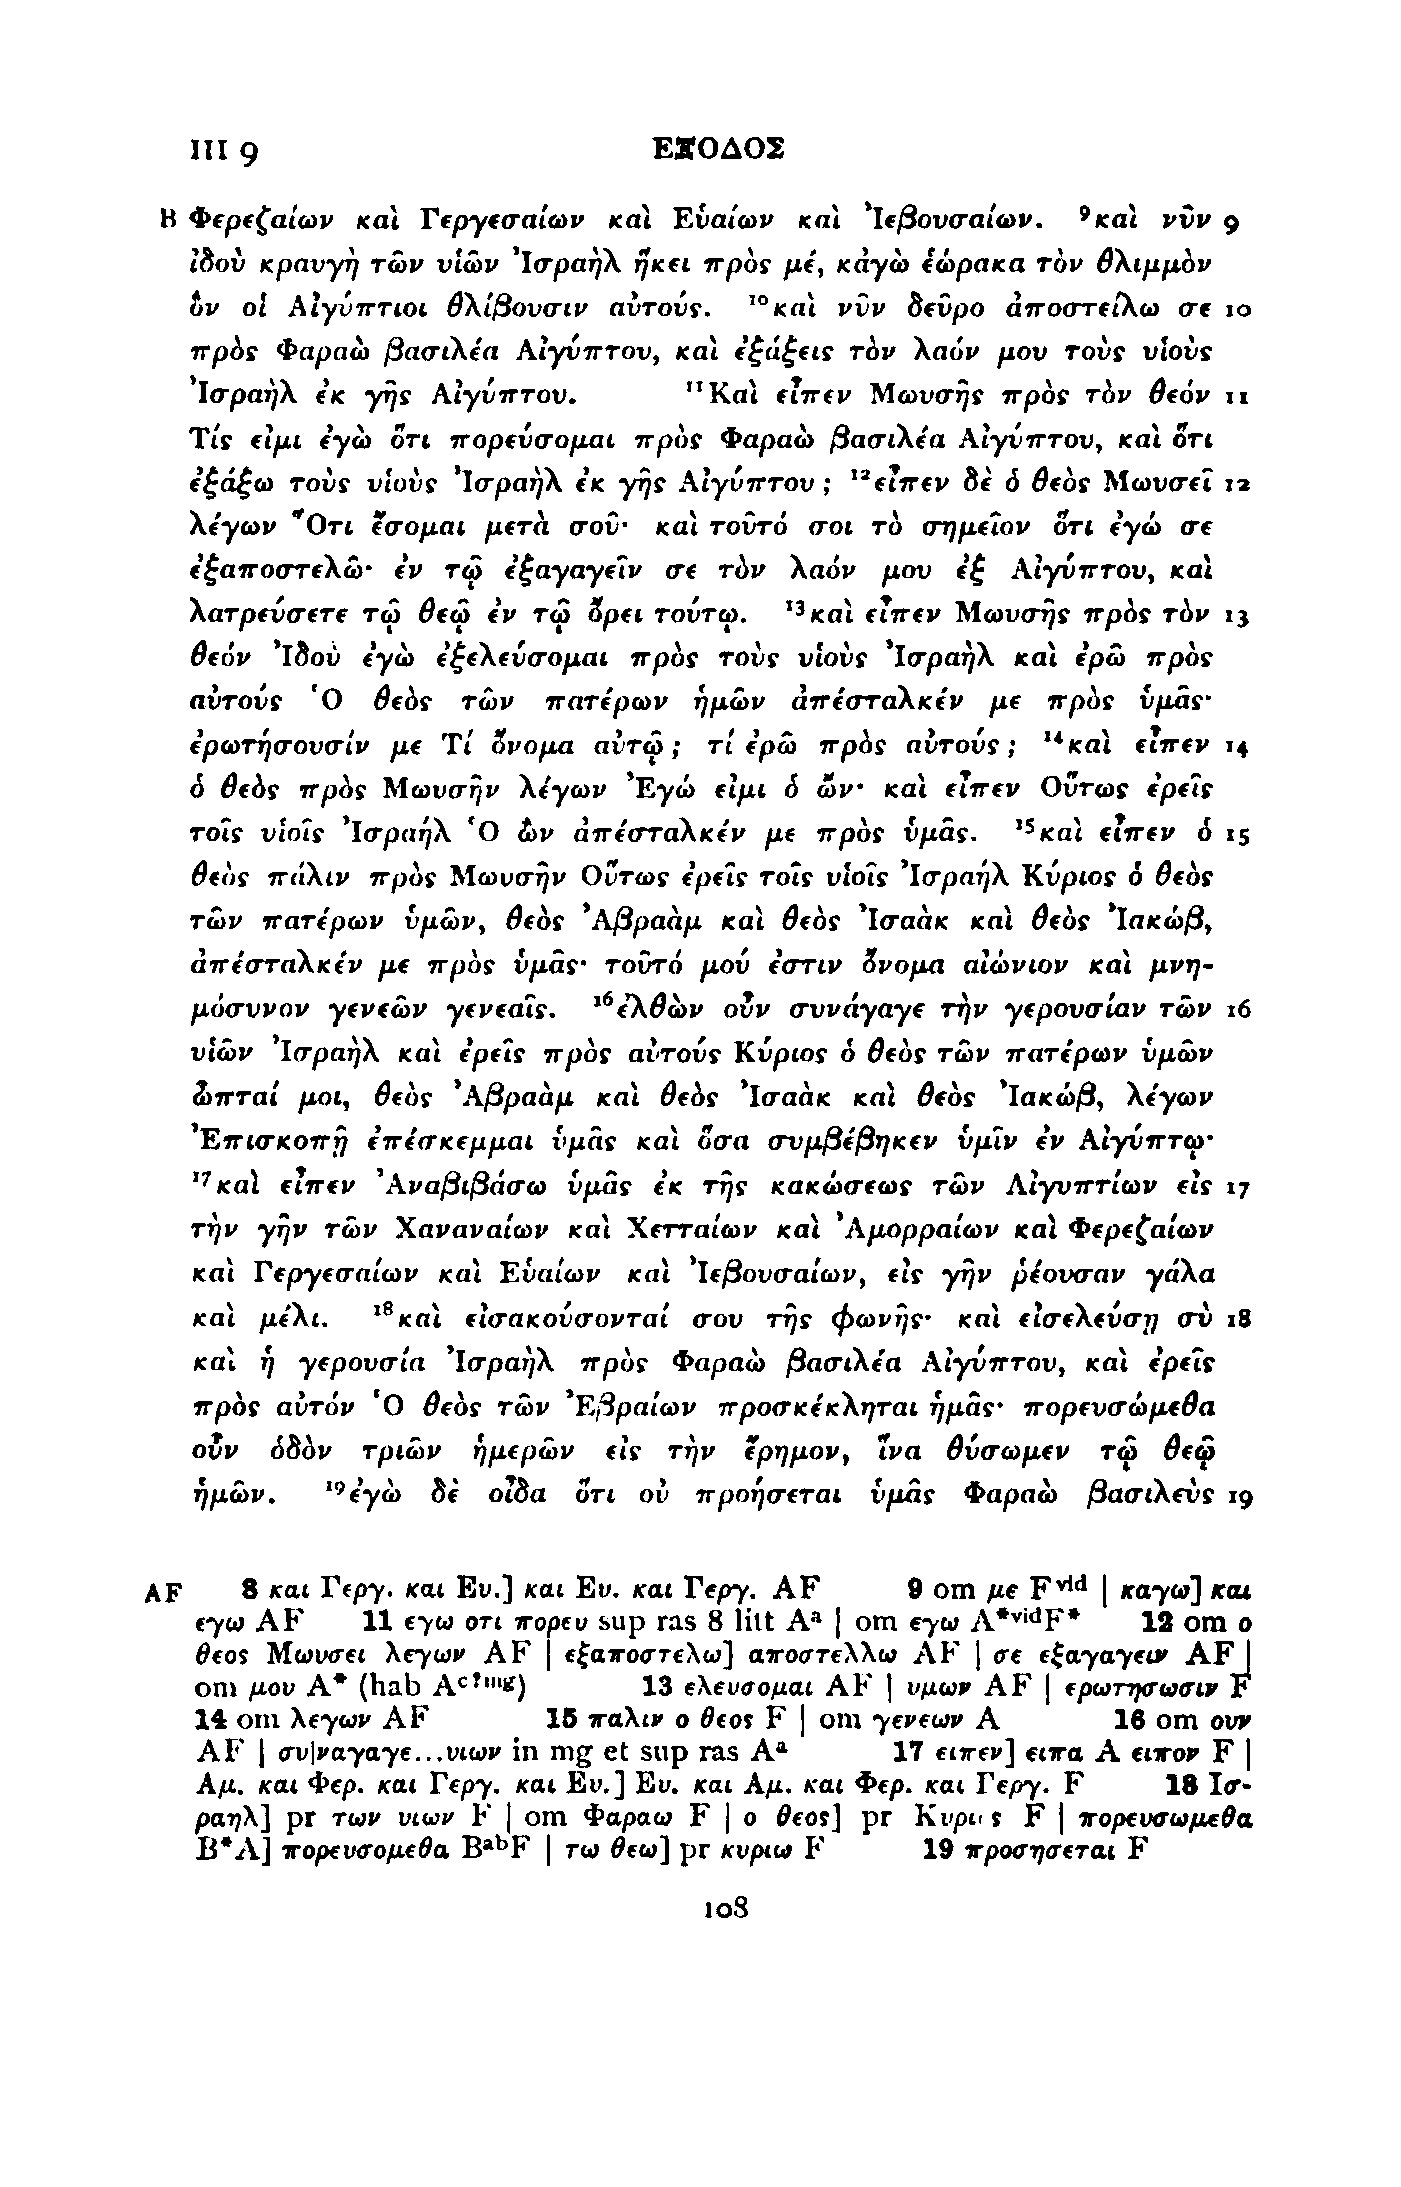 III 9 ΕΞΟΔΟΣ
B Φερεζαίων καὶ Γεργεσαίων καὶ Εὑαίων καὶ Ἰεβουσαίων. ⁹καὶ νῦν 9
ἰδοὺ κραυγὴ τῶν υἱῶν Ἰσραὴλ ἥκει πρὸς μέ, κἀγὼ ἑώρακα τὸν θλιμμὸν
ὃν οἱ Αἰγύπτιοι θλίβουσιν αὐτούς. ¹⁰καὶ νῦν δεῦρο ἀποστείλω σε 10
πρὸς Φαραὼ βασιλέα Αἰγύπτου, καὶ ἐξάξεις τὸν λαόν μου τοὺς υἱοὺς
Ἰσραὴλ ἐκ γῆς Αἰγύπτου. ¹¹Καὶ εἶπεν Μωυσῆς πρὸς τὸν θεόν 11
Τίς εἰμι ἐγὼ ὅτι πορεύσομαι πρὸς Φαραὼ βασιλέα Αἰγύπτου, καὶ ὅτι
ἐξάξω τοὺς υἱοὺς Ἰσραὴλ ἐκ γῆς Αἰγύπτου; ¹²εἶπεν δὲ ὁ θεὸς Μωυσεῖ 12
λέγων Ὅτι ἔσομαι μετὰ σοῦ· καὶ τοῦτό σοι τὸ σημεῖον ὅτι ἐγώ σε
ἐξαποστελῶ· ἐν τῷ ἐξαγαγεῖν σε τὸν λαόν μου ἐξ Αἰγύπτου, καὶ
λατρεύσετε τῷ θεῷ ἐν τῷ ὄρει τούτῳ. ¹³καὶ εἶπεν Μωυσῆς πρὸς τὸν 13
θεόν Ἰδοὺ ἐγὼ ἐξελεύσομαι πρὸς τοὺς υἱοὺς Ἰσραὴλ καὶ ἐρῶ πρὸς
αὐτούς Ὁ θεὸς τῶν πατέρων ἡμῶν ἀπέσταλκέν με πρὸς ὑμᾶς·
ἐρωτήσουσίν με Τί ὄνομα αὐτῷ; τί ἐρῶ πρὸς αὐτούς; ¹⁴καὶ εἶπεν 14
ὁ θεὸς πρὸς Μωυσῆν λέγων Ἐγώ εἰμι ὁ ὤν· καὶ εἶπεν Οὕτως ἐρεῖς
τοῖς υἱοῖς Ἰσραήλ Ὁ ὢν ἀπέσταλκέν με πρὸς ὑμᾶς. ¹⁵καὶ εἶπεν ὁ 15
θεὸς πάλιν πρὸς Μωυσῆν Οὕτως ἐρεῖς τοῖς υἱοῖς Ἰσραήλ Κύριος ὁ θεὸς
τῶν πατέρων ὑμῶν, θεὸς Ἀβραὰμ καὶ θεὸς Ἰσαὰκ καὶ θεὸς Ἰακώβ,
ἀπέσταλκέν με πρὸς ὑμᾶς· τοῦτό μού ἐστιν ὄνομα αἰώνιον καὶ μνη-
μόσυνον γενεῶν γενεαῖς. ¹⁶ἐλθὼν οὖν συνάγαγε τὴν γερουσίαν τῶν 16
υἱῶν Ἰσραὴλ καὶ ἐρεῖς πρὸς αὐτούς Κύριος ὁ θεὸς τῶν πατέρων ὑμῶν
ὦπταί μοι, θεὸς Ἀβραὰμ καὶ θεὸς Ἰσαὰκ καὶ θεὸς Ἰακώβ, λέγων
Ἐπισκοπῇ ἐπέσκεμμαι ὑμᾶς καὶ ὅσα συμβέβηκεν ὑμῖν ἐν Αἰγύπτῳ·
¹⁷καὶ εἶπεν Ἀναβιβάσω ὑμᾶς ἐκ τῆς κακώσεως τῶν Αἰγυπτίων εἰς 17
τὴν γῆν τῶν Χαναναίων καὶ Χετταίων καὶ Ἀμορραίων καὶ Φερεζαίων
καὶ Γεργεσαίων καὶ Εὑαίων καὶ Ἰεβουσαίων, εἰς γῆν ῥέουσαν γάλα
καὶ μέλι. ¹⁸καὶ εἰσακούσονταί σου τῆς φωνῆς· καὶ εἰσελεύσῃ σὺ 18
καὶ ἡ γερουσία Ἰσραὴλ πρὸς Φαραὼ βασιλέα Αἰγύπτου, καὶ ἐρεῖς
πρὸς αὐτόν Ὁ θεὸς τῶν Ἐβραίων προσκέκληται ἡμᾶς· πορευσώμεθα
οὖν ὁδὸν τριῶν ἡμερῶν εἰς τὴν ἔρημον, ἵνα θύσωμεν τῷ θεῷ
ἡμῶν. ¹⁹ἐγὼ δὲ οἶδα ὅτι οὐ προήσεται ὑμᾶς Φαραὼ βασιλεὺς 19
AF 8 και Γεργ. και Ευ.] και Ευ. και Γεργ. AF 9 om με Fᵛⁱᵈ | καγω] και
εγω AF 11 εγω οτι πορευ sup ras 8 litt Aᵃ | om εγω A*ᵛⁱᵈF* 12 om ο
θεος Μωυσει λεγων AF | εξαποστελω] αποστελλω AF | σε εξαγαγειν AF |
om μου A* (hab Aᶜ?ᵐᵍ) 13 ελευσομαι AF | υμων AF | ερωτησωσιν F
14 om λεγων AF 15 παλιν ο θεος F | om γενεων A 16 om ουν
AF | συ|ναγαγε...υιων in mg et sup ras Aᵃ 17 ειπεν] ειπα A ειπον F |
Αμ. και Φερ. και Γεργ. και Ευ.] Ευ. και Αμ. και Φερ. και Γεργ. F 18 Ισ-
ραηλ] pr των υιων F | om Φαραω F | ο θεος] pr Κυριος F | πορευσωμεθα
B*A] πορευσομεθα BᵃᵇF | τω θεω] pr κυριω F 19 προσησεται F
108